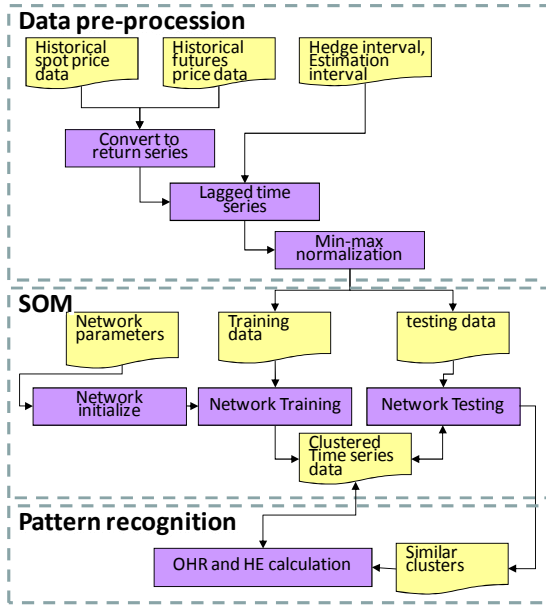 Data pre-procession
Historical
spot price
data
Historical
futures
price data
Hedge interval,
Estimation
interval
Convert to
return series
Lagged time
series
Min-max
normalization
SOM
Network
parameters
Training
data
testing data
Network
initialize
Network Training
Network Testing
Clustered
Time series
data
Pattern recognition
OHR and HE calculation
Similar
clusters